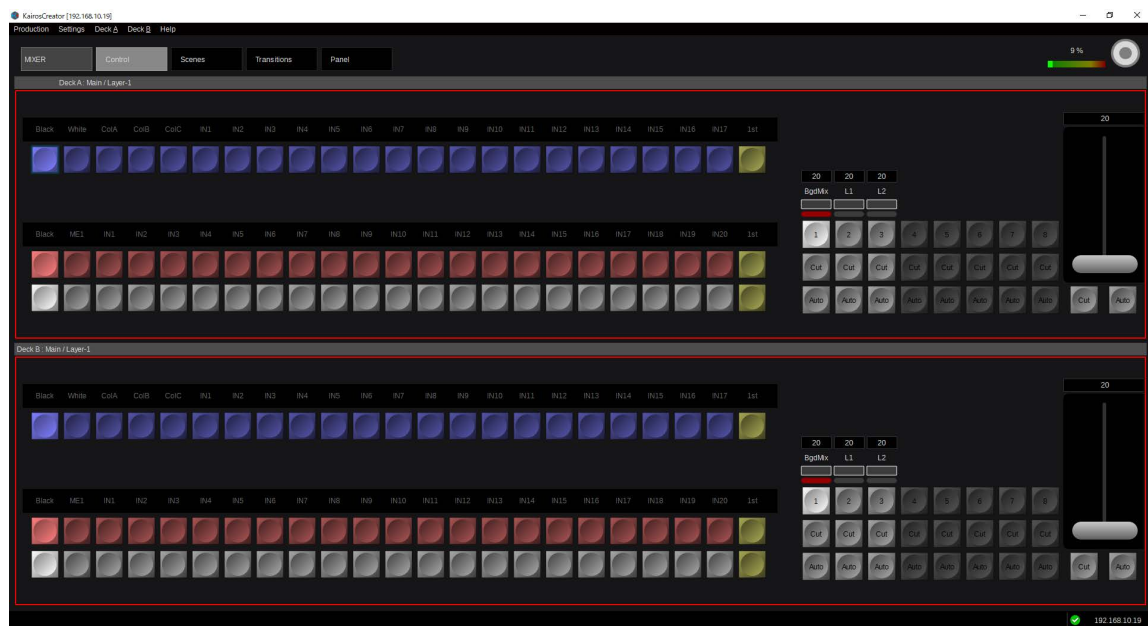 KairosCreator [192.168.10.19]
Production Settings Deck A Deck B Help
MIXER Control Scenes Transitions Panel 9 %
Deck A : Main / Layer-1
20
Black White ColA ColB ColC IN1 IN2 IN3 IN4 IN5 IN6 IN7 IN8 IN9 IN10 IN11 IN12 IN13 IN14 IN15 IN16 IN17 1st
20 20 20
BgdMix L1 L2
Black ME1 IN1 IN2 IN3 IN4 IN5 IN6 IN7 IN8 IN9 IN10 IN11 IN12 IN13 IN14 IN15 IN16 IN17 IN18 IN19 IN20 1st
1 2 3 4 5 6 7 8
Cut Cut Cut Cut Cut Cut Cut Cut
Auto Auto Auto Auto Auto Auto Auto Auto Cut Auto
Deck B : Main / Layer-1
20
Black White ColA ColB ColC IN1 IN2 IN3 IN4 IN5 IN6 IN7 IN8 IN9 IN10 IN11 IN12 IN13 IN14 IN15 IN16 IN17 1st
20 20 20
BgdMix L1 L2
Black ME1 IN1 IN2 IN3 IN4 IN5 IN6 IN7 IN8 IN9 IN10 IN11 IN12 IN13 IN14 IN15 IN16 IN17 IN18 IN19 IN20 1st
1 2 3 4 5 6 7 8
Cut Cut Cut Cut Cut Cut Cut Cut
Auto Auto Auto Auto Auto Auto Auto Auto Cut Auto
192.168.10.19